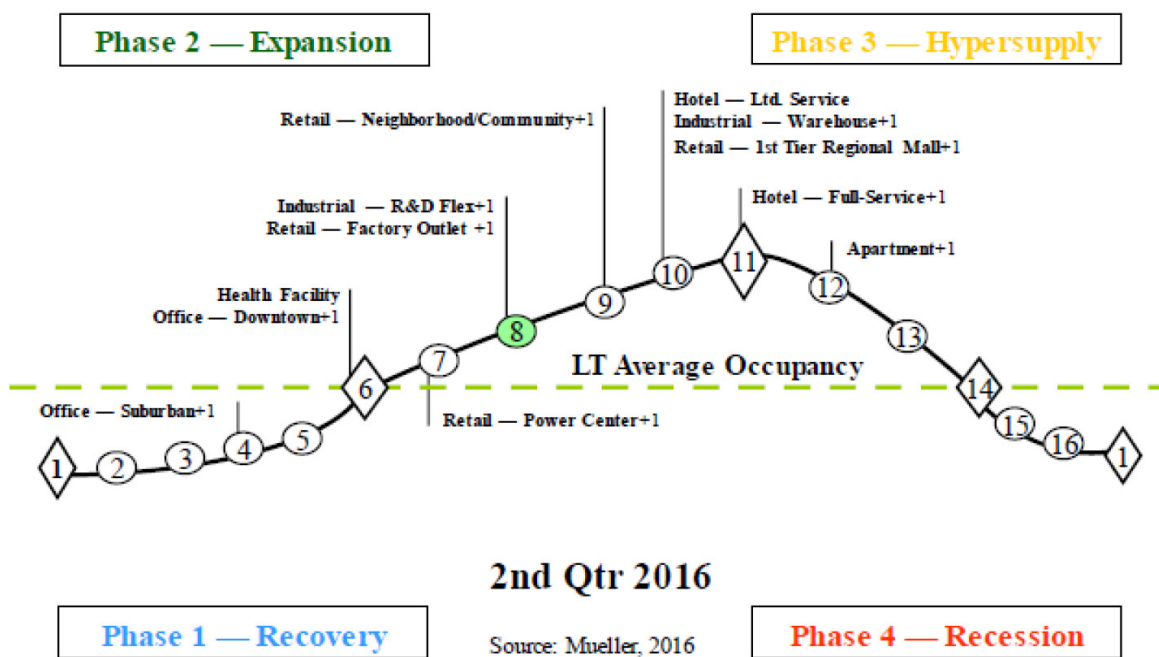 Phase 2 — Expansion
Phase 3 — Hypersupply
Hotel — Ltd. Service
Retail — Neighborhood/Community+1
Industrial — Warehouse+1
Retail — 1st Tier Regional Mall+1
Industrial — R&D Flex+1
Retail — Factory Outlet +1
Hotel — Full-Service+1
Apartment+1
Health Facility
Office — Downtown+1
11
10
12
9
8
13
7
LT Average Occupancy
6
14
Office — Suburban+1
Retail — Power Center+1
15
16
5
4
3
2
1
1
2nd Qtr 2016
Phase 1 — Recovery
Source: Mueller, 2016
Phase 4 — Recession